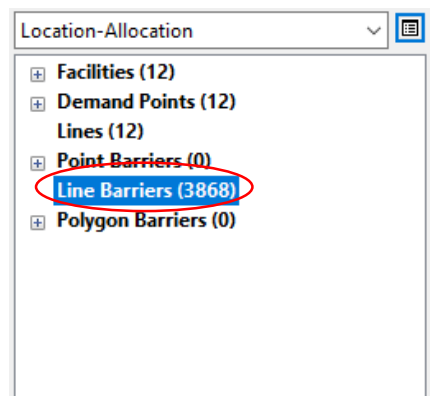 Location-Allocation
Facilities (12)
Demand Points (12)
Lines (12)
Point Barriers (0)
Line Barriers (3868)
Polygon Barriers (0)